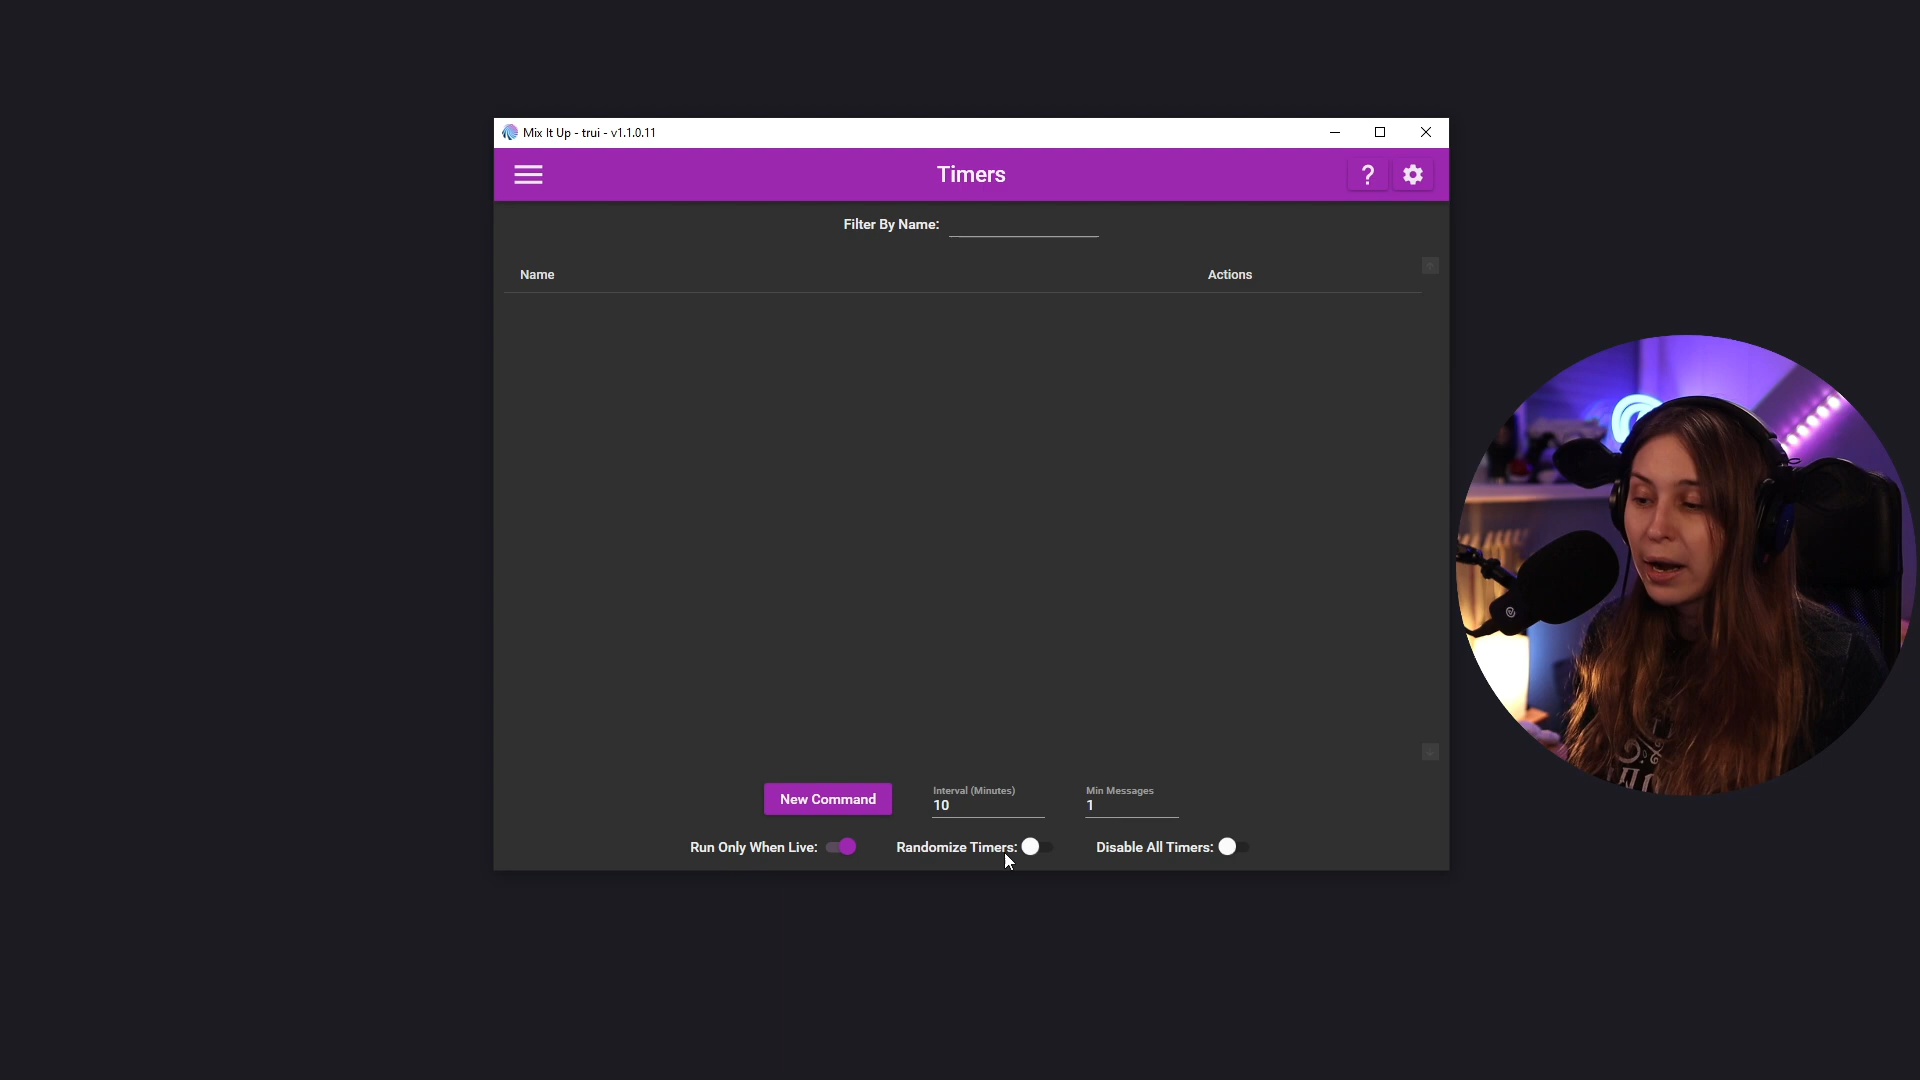 Mix It Up - trui - v1.1.0.11
Timers
?
Filter By Name:
Name Actions
New Command
Interval (Minutes)
10
Min Messages
1
Run Only When Live:
Randomize Timers:
Disable All Timers: